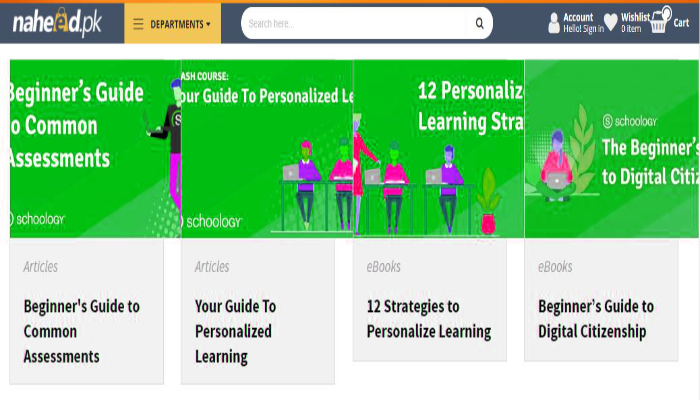 naheed.pk
DEPARTMENTS
Search here...
Account
Hello! Sign in
Wishlist
0 item
Cart
Beginner's Guide
o Common
Assessments
schoology
ASH COURSE:
our Guide To Personalized Le
schoology
12 Personaliz
Learning Stra
schoology
The Beginner's
to Digital Citiz
Articles
Beginner's Guide to
Common
Assessments
Articles
Your Guide To
Personalized
Learning
eBooks
12 Strategies to
Personalize Learning
eBooks
Beginner's Guide to
Digital Citizenship